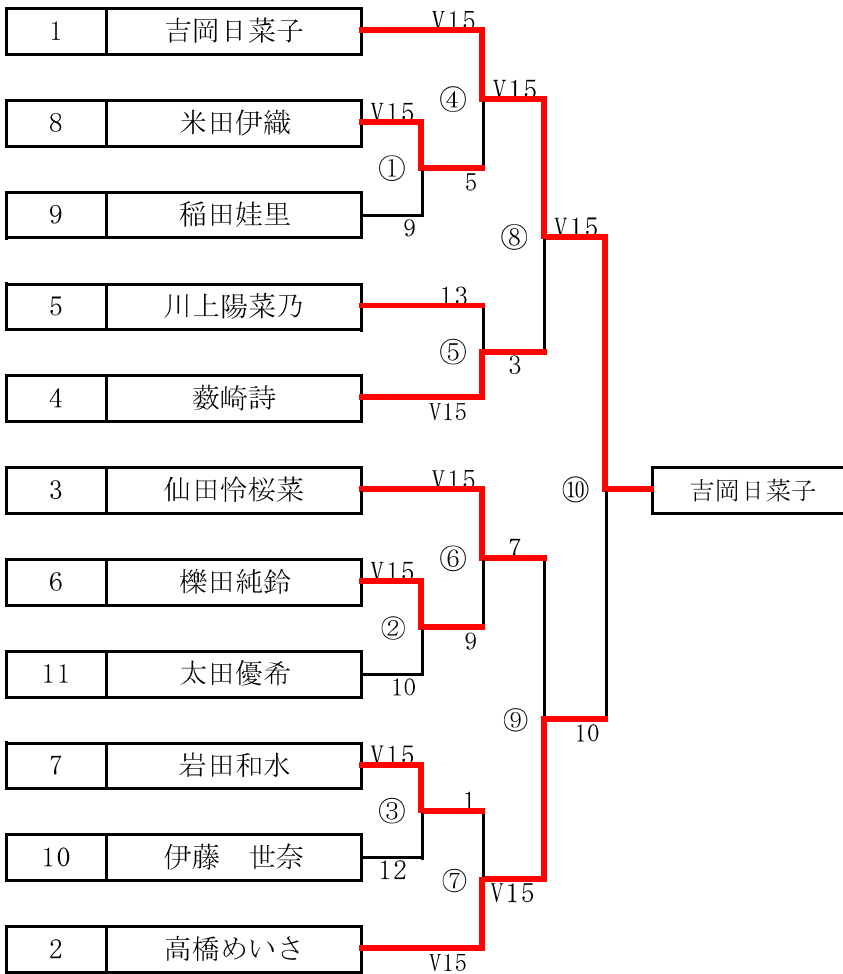 1 吉岡日菜子 V15
④ V15
8 米田伊織 V15
① 5
9 稲田娃里 9
⑧ V15
5 川上陽菜乃 13
⑤ 3
4 薮崎詩 V15
3 仙田怜桜菜 V15
⑩ 吉岡日菜子
⑥ 7
6 櫟田純鈴 V15
② 9
11 太田優希 10
⑨ 10
7 岩田和水 V15
③ 1
10 伊藤　世奈 12
⑦ V15
2 高橋めいさ V15